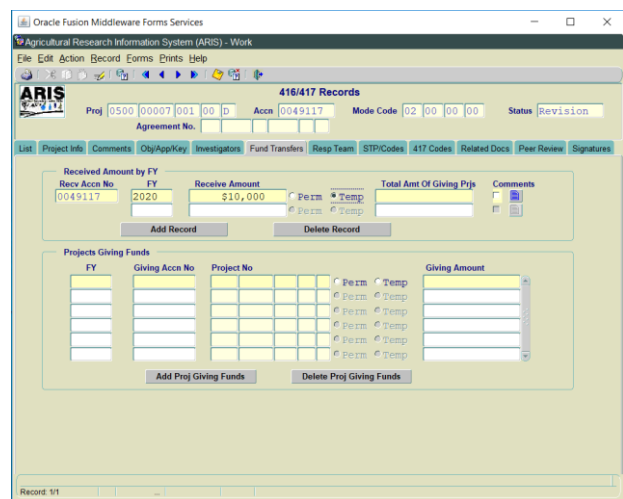 Oracle Fusion Middleware Forms Services
Agricultural Research Information System (ARIS) - Work
File Edit Action Record Forms Prints Help
ARIS
416/417 Records
Proj 0500 00007 001 00 D Accn 0049117 Mode Code 02 00 00 00 Status Revision
Agreement No.
List Project Info Comments Obj/App/Key Investigators Fund Transfers Resp Team STP/Codes 417 Codes Related Docs Peer Review Signatures
Received Amount by FY
Recv Accn No FY Receive Amount Total Amt Of Giving Prjs Comments
0049117 2020 $10,000 Perm Temp
Perm Temp
Add Record Delete Record
Projects Giving Funds
FY Giving Accn No Project No Giving Amount
Perm Temp
Perm Temp
Perm Temp
Perm Temp
Perm Temp
Perm Temp
Add Proj Giving Funds Delete Proj Giving Funds
Record: 1/1 ...